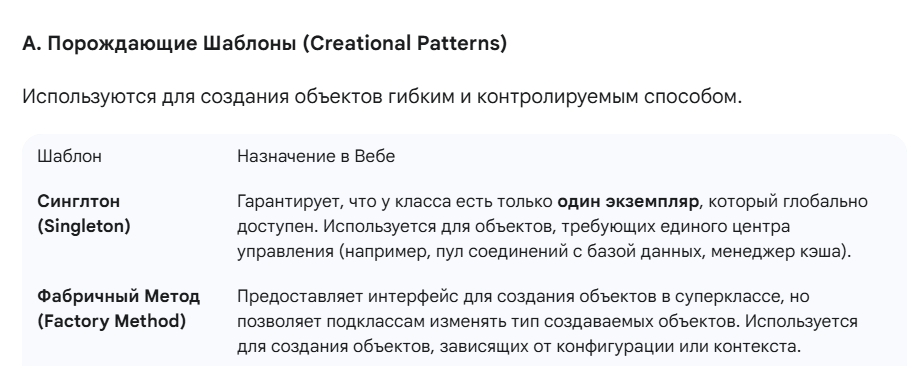 А. Порождающие Шаблоны (Creational Patterns)
Используются для создания объектов гибким и контролируемым способом.
Шаблон
Назначение в Вебе
Синглтон
(Singleton)
Гарантирует, что у класса есть только один экземпляр, который глобально
доступен. Используется для объектов, требующих единого центра
управления (например, пул соединений с базой данных, менеджер кэша).
Фабричный Метод
(Factory Method)
Предоставляет интерфейс для создания объектов в суперклассе, но
позволяет подклассам изменять тип создаваемых объектов. Используется
для создания объектов, зависящих от конфигурации или контекста.